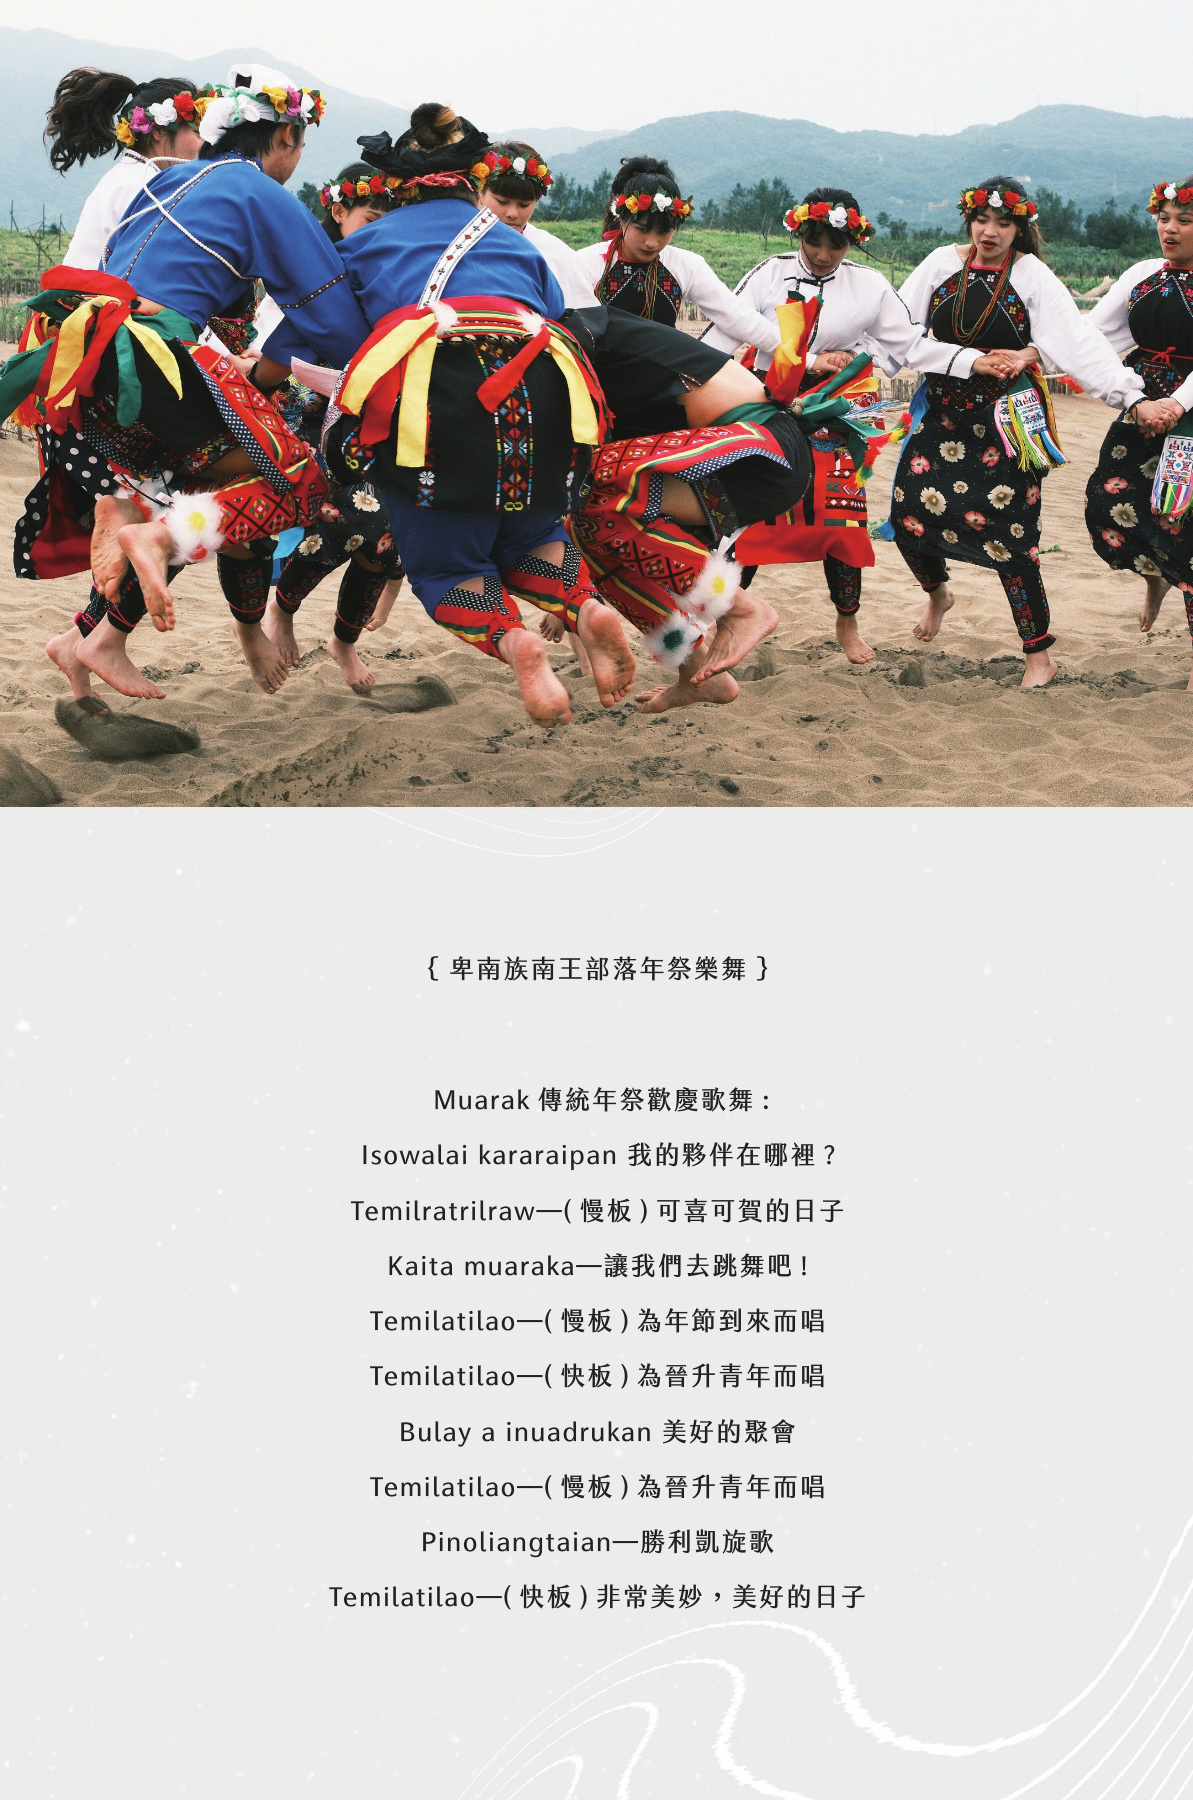 { 卑南族南王部落年祭樂舞 }
Muarak 傳統年祭歡慶歌舞：
Isowalai kararaipan 我的夥伴在哪裡？
Temilratrilraw—( 慢板 ) 可喜可賀的日子
Kaita muaraka—讓我們去跳舞吧！
Temilatilao—( 慢板 ) 為年節到來而唱
Temilatilao—( 快板 ) 為晉升青年而唱
Bulay a inuadrukan 美好的聚會
Temilatilao—( 慢板 ) 為晉升青年而唱
Pinoliangtaian—勝利凱旋歌
Temilatilao—( 快板 ) 非常美妙，美好的日子